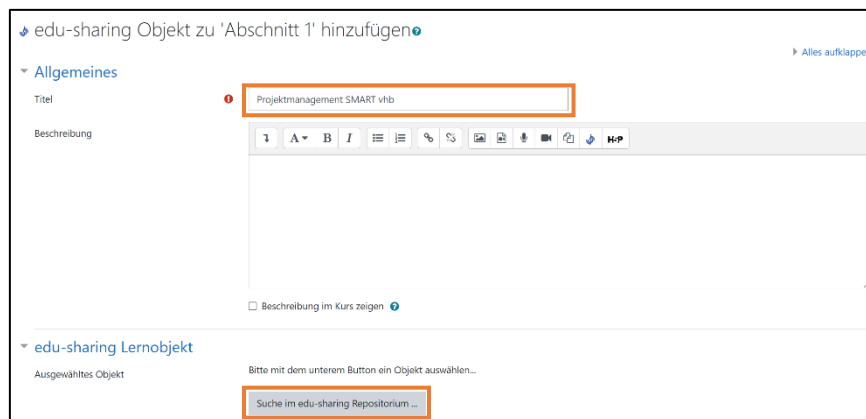 edu-sharing Objekt zu 'Abschnitt 1' hinzufügen
Alles aufklappe
Allgemeines
Titel
Projektmanagement SMART vhb
Beschreibung
A B I H5P
Beschreibung im Kurs zeigen
edu-sharing Lernobjekt
Ausgewähltes Objekt
Bitte mit dem unterem Button ein Objekt auswählen...
Suche im edu-sharing Repositorium ...